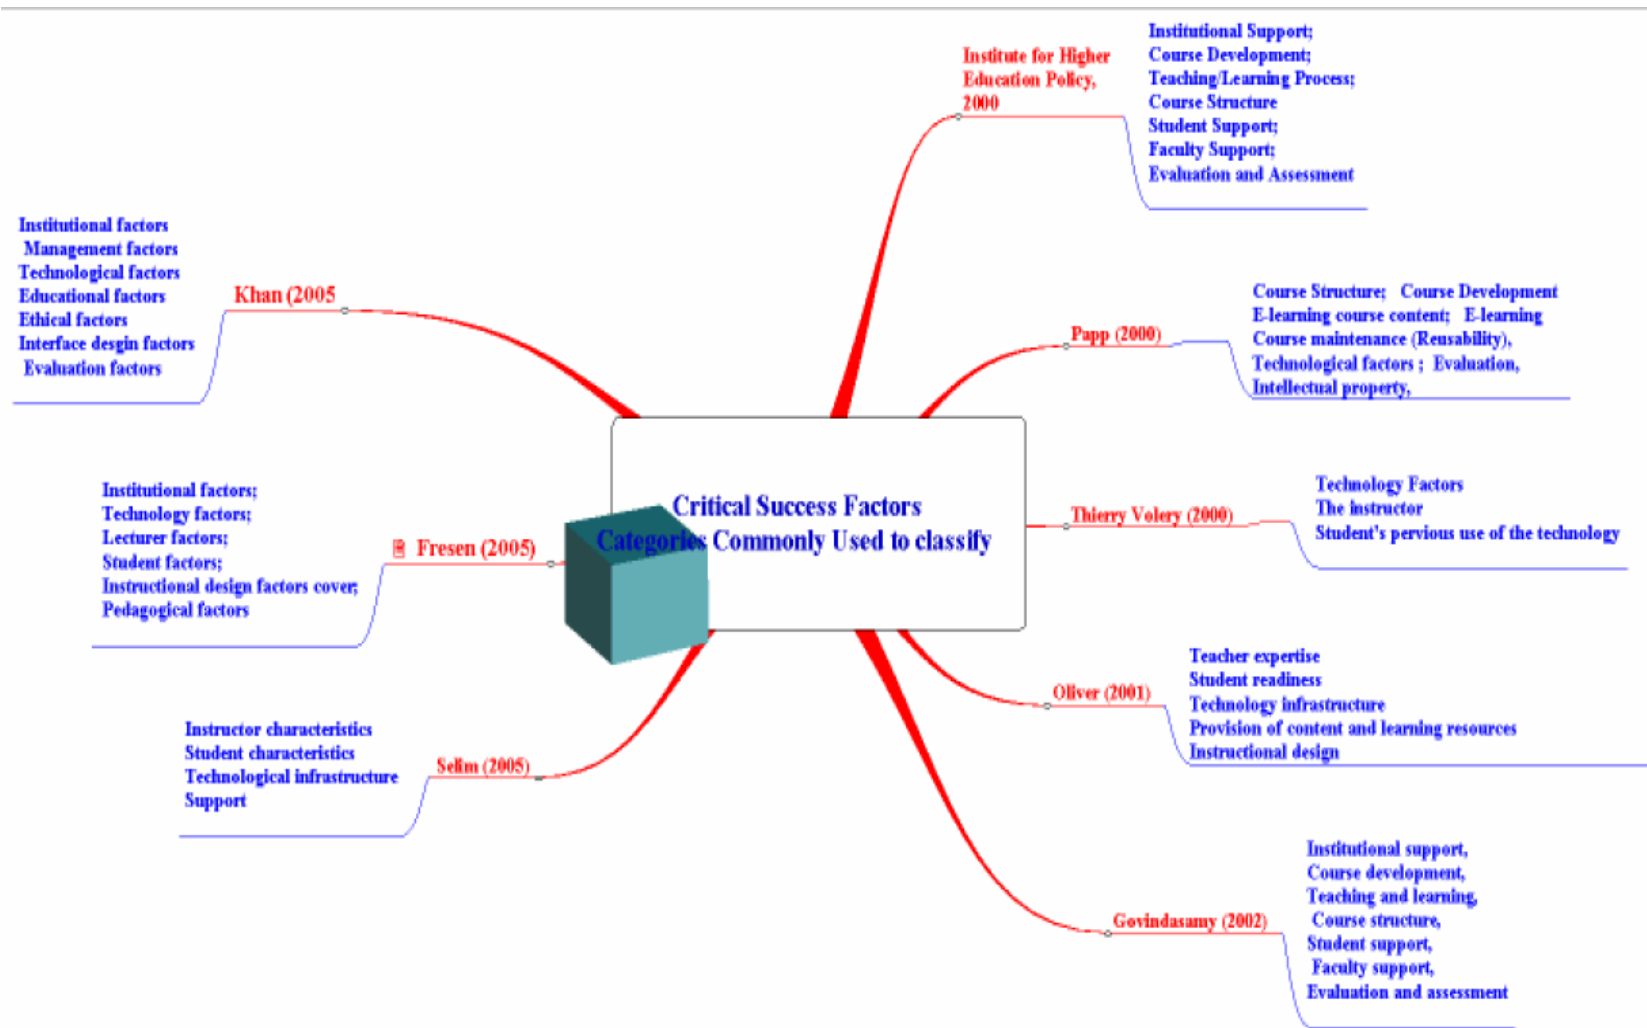 Institute for Higher
Education Policy,
2000
Institutional Support;
Course Development;
Teaching/Learning Process;
Course Structure
Student Support;
Faculty Support;
Evaluation and Assessment
Papp (2000)
Course Structure;   Course Development
E-learning course content;   E-learning
Course maintenance (Reusability),
Technological factors ;  Evaluation,
Intellectual property,
Thierry Volery (2000)
Technology Factors
The instructor
Student's pervious use of the technology
Oliver (2001)
Teacher expertise
Student readiness
Technology infrastructure
Provision of content and learning resources
Instructional design
Govindasamy (2002)
Institutional support,
Course development,
Teaching and learning,
Course structure,
Student support,
Faculty support,
Evaluation and assessment
Critical Success Factors
Categories Commonly Used to classify
Khan (2005
Institutional factors
Management factors
Technological factors
Educational factors
Ethical factors
Interface desgin factors
Evaluation factors
Fresen (2005)
Institutional factors;
Technology factors;
Lecturer factors;
Student factors;
Instructional design factors cover;
Pedagogical factors
Selim (2005)
Instructor characteristics
Student characteristics
Technological infrastructure
Support